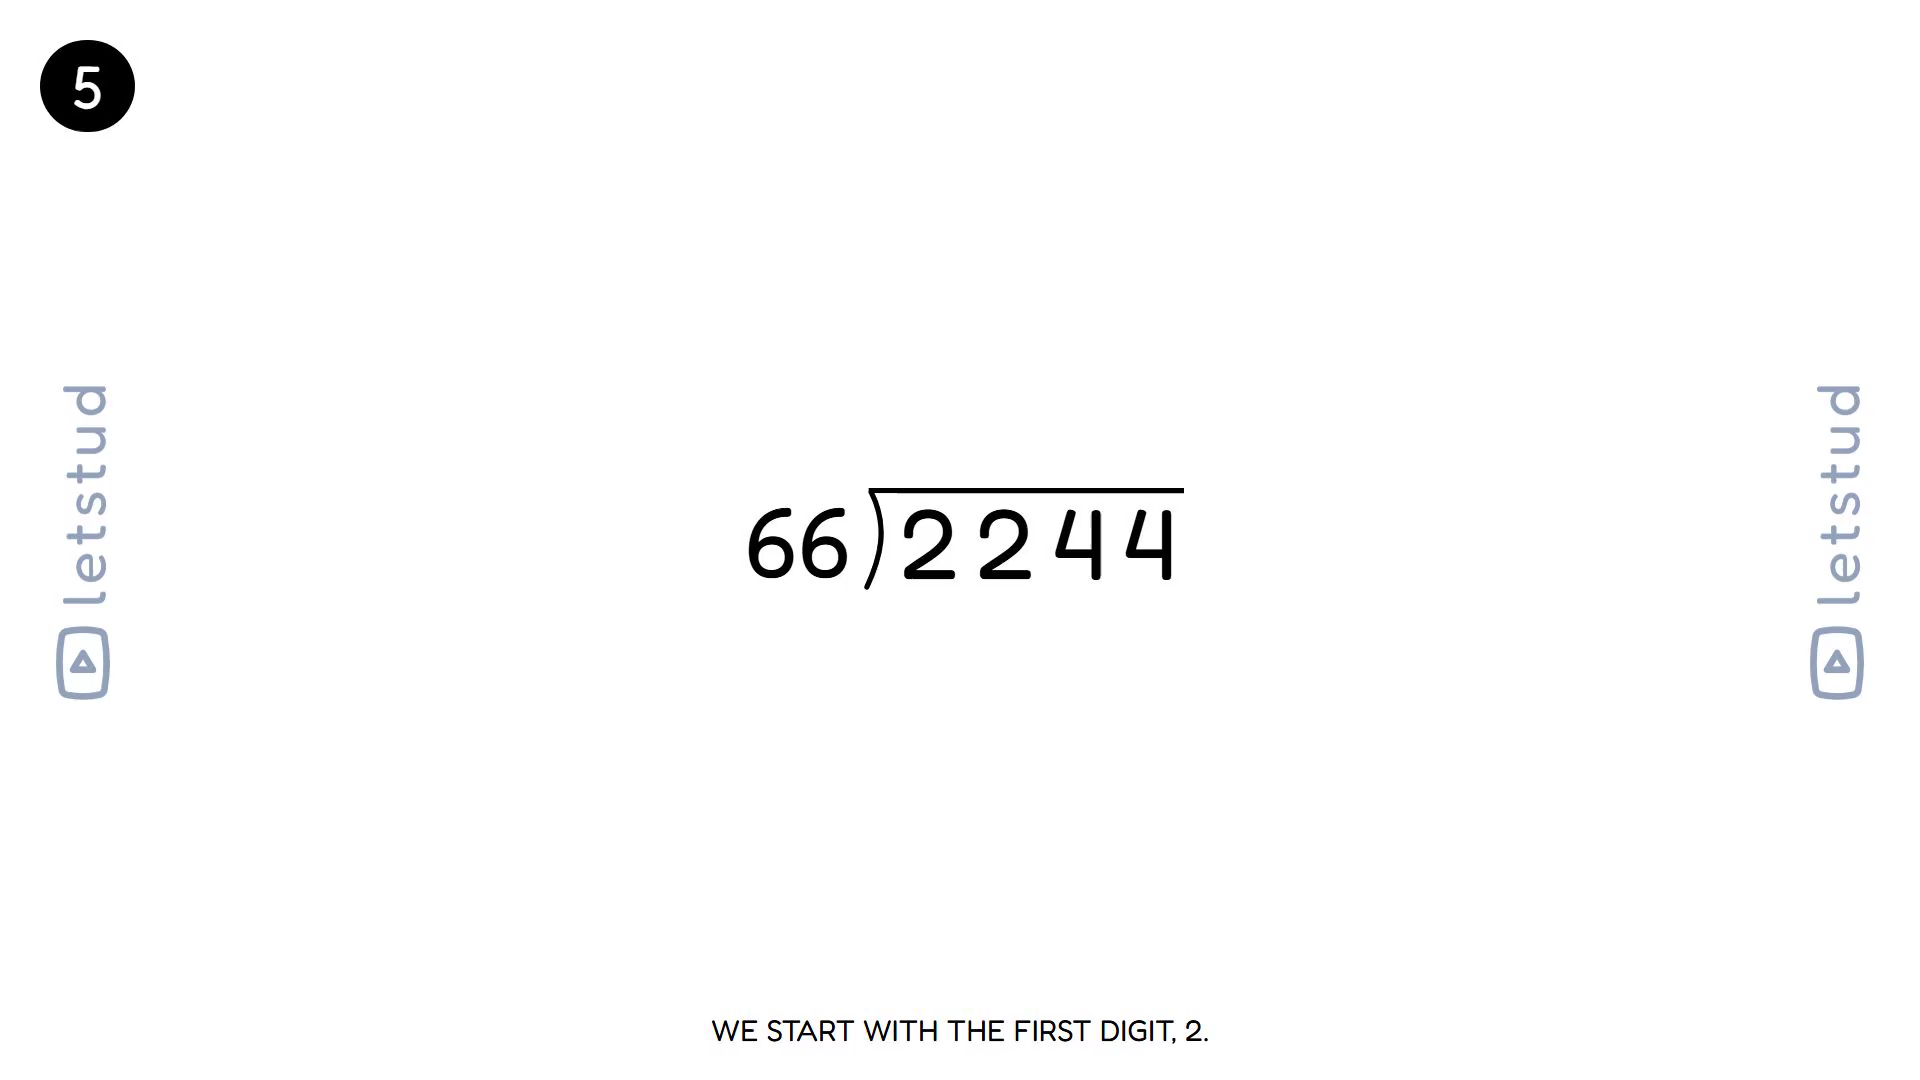 5
letstud
66)2244
letstud
WE START WITH THE FIRST DIGIT, 2.